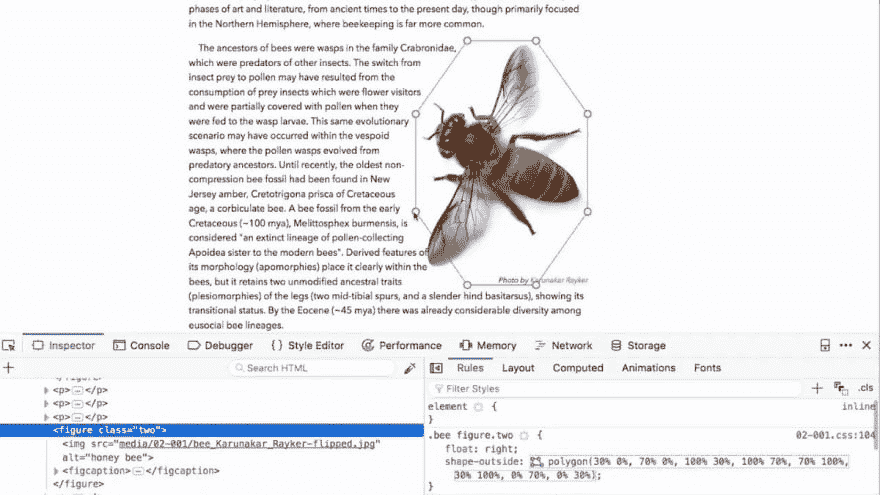 phases of art and literature, from ancient times to the present day, though primarily focused
in the Northern Hemisphere, where beekeeping is far more common.
The ancestors of bees were wasps in the family Crabronidae,
which were predators of other insects. The switch from
insect prey to pollen may have resulted from the
consumption of prey insects which were flower visitors
and were partially covered with pollen when they
were fed to the wasp larvae. This same evolutionary
scenario may have occurred within the vespoid
wasps, where the pollen wasps evolved from
predatory ancestors. Until recently, the oldest non-
compression bee fossil had been found in New
Jersey amber, Cretotrigona prisca of Cretaceous
age, a corbiculate bee. A bee fossil from the early
Cretaceous (~100 mya), Melittosphex burmensis, is
considered "an extinct lineage of pollen-collecting
Apoidea sister to the modern bees". Derived features of
its morphology (apomorphies) place it clearly within the
bees, but it retains two unmodified ancestral traits
(plesiomorphies) of the legs (two mid-tibial spurs, and a slender hind basitarsus), showing its
transitional status. By the Eocene (~45 mya) there was already considerable diversity among
eusocial bee lineages.
Photo by Karunakar Rayker
Inspector Console Debugger {} Style Editor Performance Memory Network Storage
+ Search HTML
</figure>
<p>…</p>
<p>…</p>
<p>…</p>
<figure class="two">
<img src="media/02-001/bee_Karunakar_Rayker-flipped.jpg"
alt="honey bee">
<figcaption>…</figcaption>
</figure>
Rules Layout Computed Animations Fonts
Filter Styles + .cls
element { inline
}
.bee figure.two { 02-001.css:104
float: right;
shape-outside: polygon(30% 0%, 70% 0%, 100% 30%, 100% 70%, 70% 100%,
30% 100%, 0% 70%, 0% 30%);
}